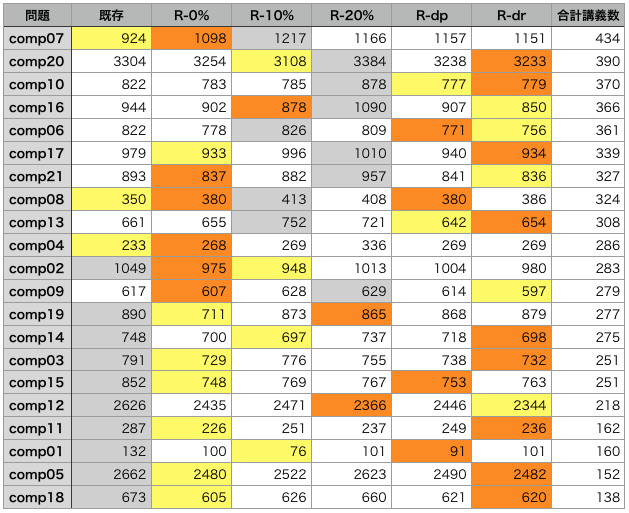 問題 既存 R-0% R-10% R-20% R-dp R-dr 合計講義数
comp07 924 1098 1217 1166 1157 1151 434
comp20 3304 3254 3108 3384 3238 3233 390
comp10 822 783 785 878 777 779 370
comp16 944 902 878 1090 907 850 366
comp06 822 778 826 809 771 756 361
comp17 979 933 996 1010 940 934 339
comp21 893 837 882 957 841 836 327
comp08 350 380 413 408 380 386 324
comp13 661 655 752 721 642 654 308
comp04 233 268 269 336 269 269 286
comp02 1049 975 948 1013 1004 980 283
comp09 617 607 628 629 614 597 279
comp19 890 711 873 865 868 879 277
comp14 748 700 697 737 718 698 275
comp03 791 729 776 755 738 732 251
comp15 852 748 769 767 753 763 251
comp12 2626 2435 2471 2366 2446 2344 218
comp11 287 226 251 237 249 236 162
comp01 132 100 76 101 91 101 160
comp05 2662 2480 2522 2623 2490 2482 152
comp18 673 605 626 660 621 620 138